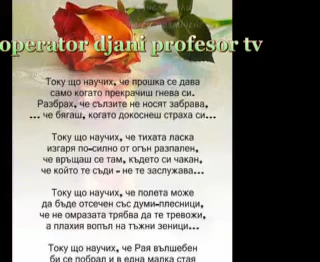 operator djani profesor tv
Току що научих, че прошка се дава
само когато прекрачиш гнева си.
Разбрах, че сълзите не носят забрава,
... че бягаш, когато докоснеш страха си...
Току що научих, че тихата ласка
изгаря по-силно от огън разпален,
че връщаш се там, където си чакан,
че който те съди - не те заслужава...
Току що научих, че полета може
да бъде отсечен със думи-плесници,
че не омразата трябва да те тревожи,
а плахия вопъл на тъжни зеници...
Току що научих, че Рая вълшебен
би се побрал и в една малка стая